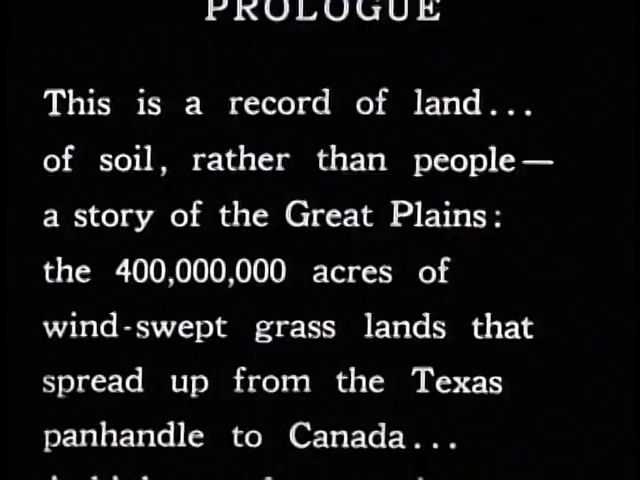 PROLOGUE
This is a record of land...
of soil, rather than people—
a story of the Great Plains:
the 400,000,000 acres of
wind-swept grass lands that
spread up from the Texas
panhandle to Canada...